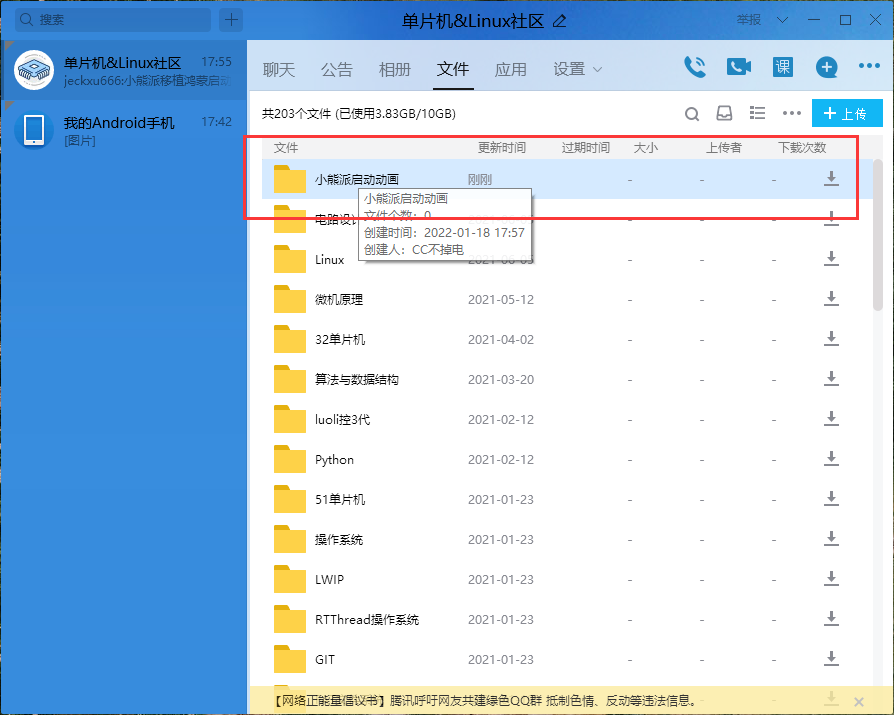 搜索
单片机&Linux社区
举报
单片机&Linux社区 17:55
jeckxu666:小熊派移植鸿蒙启动
我的Android手机 17:42
[图片]
聊天 公告 相册 文件 应用 设置
课
共203个文件 (已使用3.83GB/10GB)
上传
文件 更新时间 过期时间 大小 上传者 下载次数
小熊派启动动画 刚刚 - - -
小熊派启动动画
文件个数：0
创建时间：2022-01-18 17:57
创建人：CC不掉电
电路设计 - - -
Linux - - -
微机原理 2021-05-12 - - -
32单片机 2021-04-02 - - -
算法与数据结构 2021-03-20 - - -
luoli控3代 2021-02-12 - - -
Python 2021-02-12 - - -
51单片机 2021-01-23 - - -
操作系统 2021-01-23 - - -
LWIP 2021-01-23 - - -
RTThread操作系统 2021-01-23 - - -
GIT 2021-01-23 - - -
【网络正能量倡议书】腾讯呼吁网友共建绿色QQ群 抵制色情、反动等违法信息。